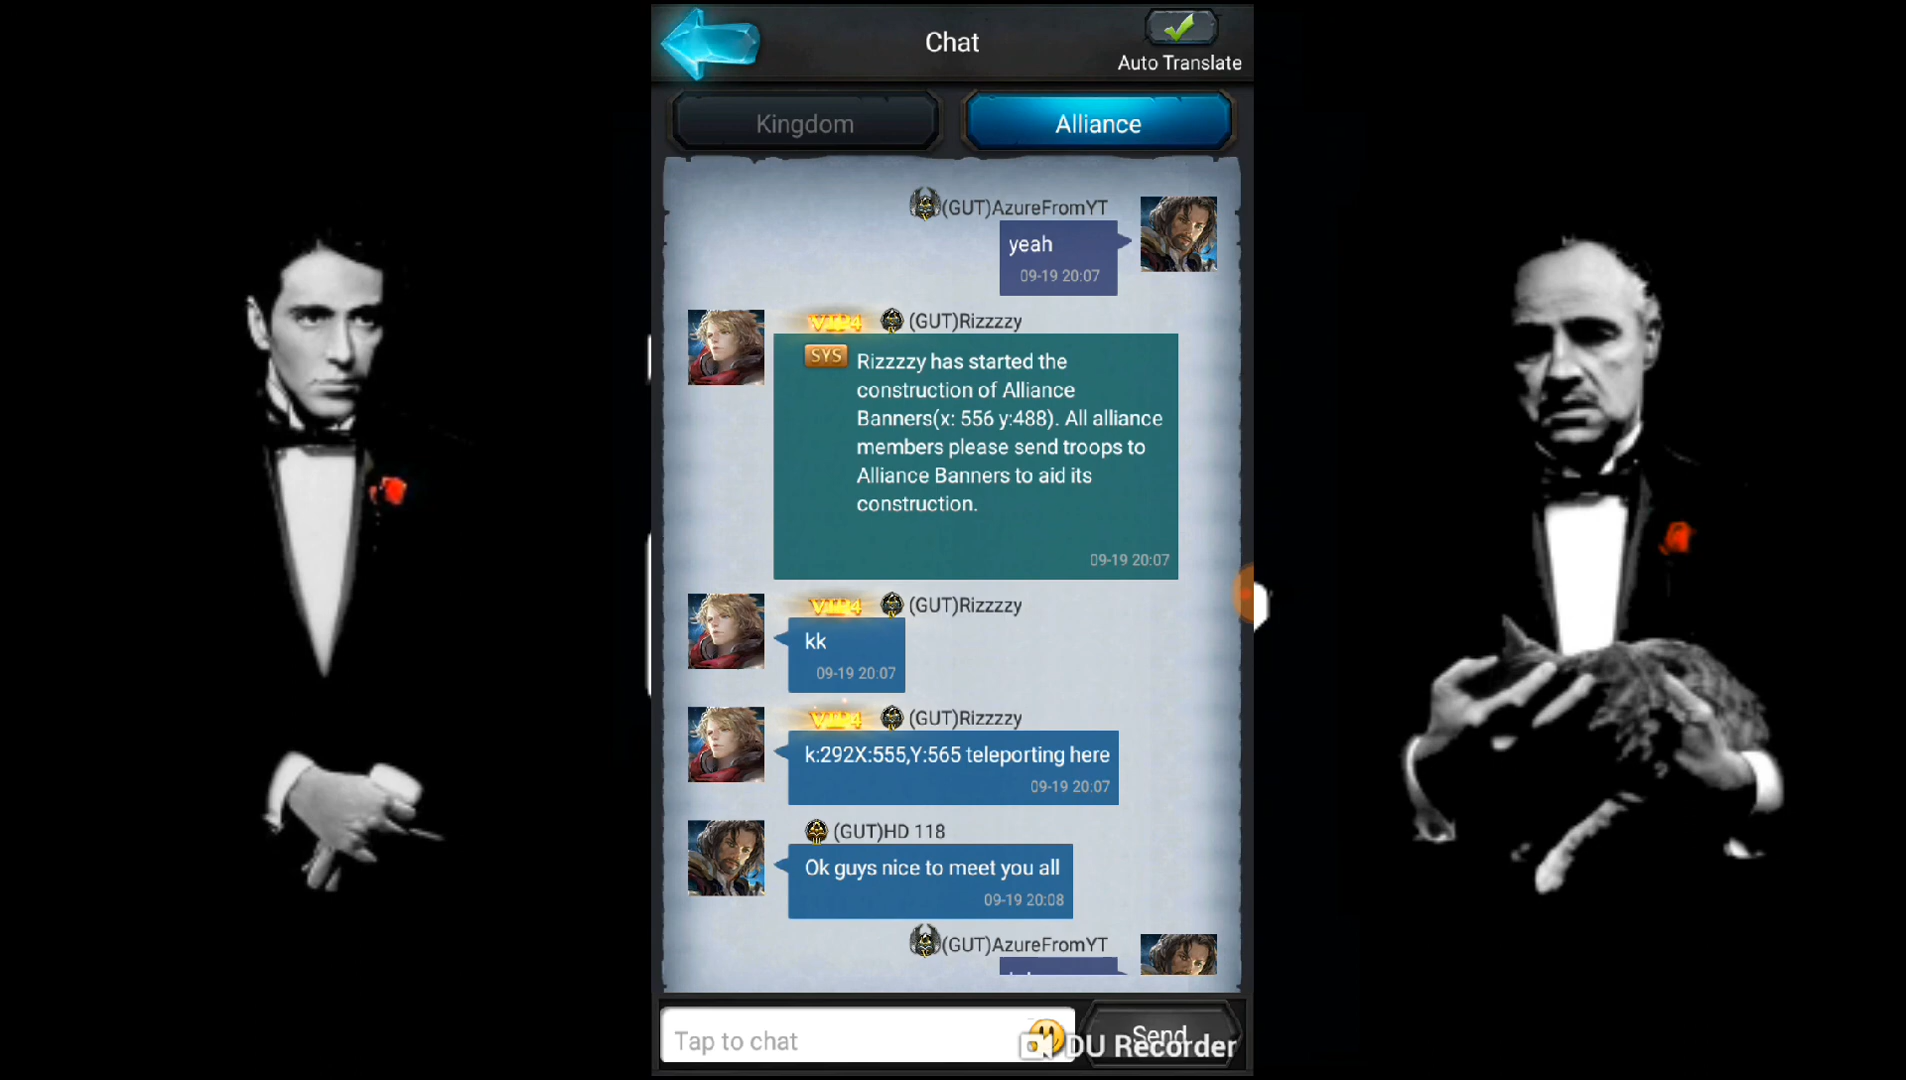 Chat
Auto Translate
Kingdom
Alliance
(GUT)AzureFromYT
yeah
09-19 20:07
VIP4 (GUT)Rizzzzy
SYS
Rizzzzy has started the
construction of Alliance
Banners(x: 556 y:488). All alliance
members please send troops to
Alliance Banners to aid its
construction.
09-19 20:07
VIP4 (GUT)Rizzzzy
kk
09-19 20:07
VIP4 (GUT)Rizzzzy
k:292X:555,Y:565 teleporting here
09-19 20:07
(GUT)HD 118
Ok guys nice to meet you all
09-19 20:08
(GUT)AzureFromYT
Tap to chat
Send
DU Recorder